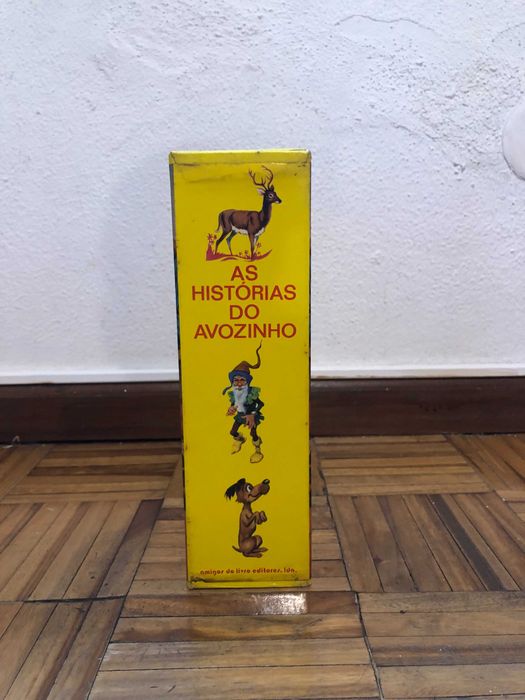 AS
HISTÓRIAS
DO
AVOZINHO
amigos do livro editores, lda.